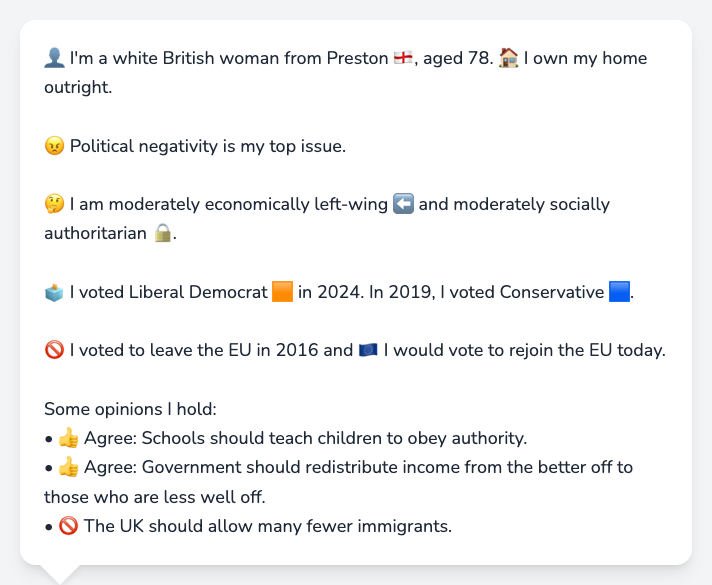 👤 I'm a white British woman from Preston 🏴󠁧󠁢󠁥󠁮󠁧󠁿, aged 78. 🏠 I own my home
outright.
😠 Political negativity is my top issue.
🤔 I am moderately economically left-wing ⬅️ and moderately socially
authoritarian 🔒.
🗳️ I voted Liberal Democrat 🟧 in 2024. In 2019, I voted Conservative 🟦.
🚫 I voted to leave the EU in 2016 and 🇪🇺 I would vote to rejoin the EU today.
Some opinions I hold:
• 👍 Agree: Schools should teach children to obey authority.
• 👍 Agree: Government should redistribute income from the better off to
those who are less well off.
• 🚫 The UK should allow many fewer immigrants.